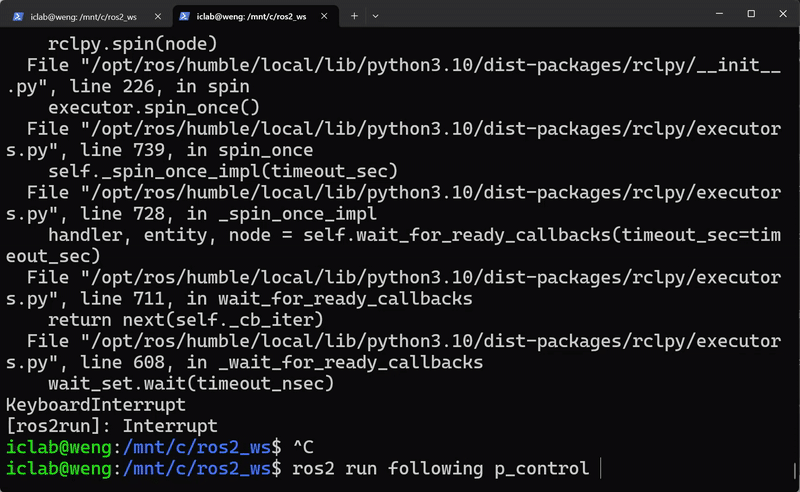 iclab@weng: /mnt/c/ros2_ws
iclab@weng: /mnt/c/ros2_ws
rclpy.spin(node)
File "/opt/ros/humble/local/lib/python3.10/dist-packages/rclpy/__init__
.py", line 226, in spin
executor.spin_once()
File "/opt/ros/humble/local/lib/python3.10/dist-packages/rclpy/executor
s.py", line 739, in spin_once
self._spin_once_impl(timeout_sec)
File "/opt/ros/humble/local/lib/python3.10/dist-packages/rclpy/executor
s.py", line 728, in _spin_once_impl
handler, entity, node = self.wait_for_ready_callbacks(timeout_sec=tim
eout_sec)
File "/opt/ros/humble/local/lib/python3.10/dist-packages/rclpy/executor
s.py", line 711, in wait_for_ready_callbacks
return next(self._cb_iter)
File "/opt/ros/humble/local/lib/python3.10/dist-packages/rclpy/executor
s.py", line 608, in _wait_for_ready_callbacks
wait_set.wait(timeout_nsec)
KeyboardInterrupt
[ros2run]: Interrupt
iclab@weng:/mnt/c/ros2_ws$ ^C
iclab@weng:/mnt/c/ros2_ws$ ros2 run following p_control